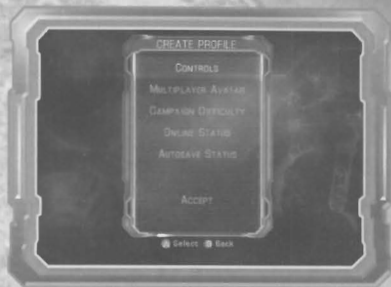 CREATE PROFILE
CONTROLS
MULTIPLAYER AVATAR
CAMPAIGN DIFFICULTY
ONLINE STATUS
AUTOSAVE STATUS
ACCEPT
Select Back